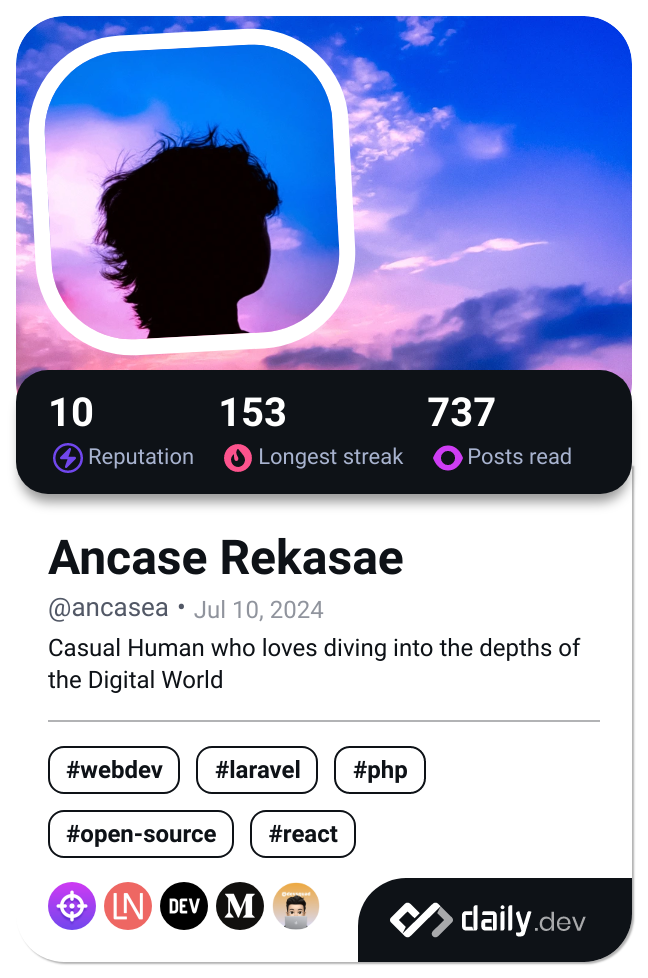 10 153 737
Reputation Longest streak Posts read
Ancase Rekasae
@ancasea • Jul 10, 2024
Casual Human who loves diving into the depths of
the Digital World
#webdev #laravel #php
#open-source #react
LN DEV M daily.dev